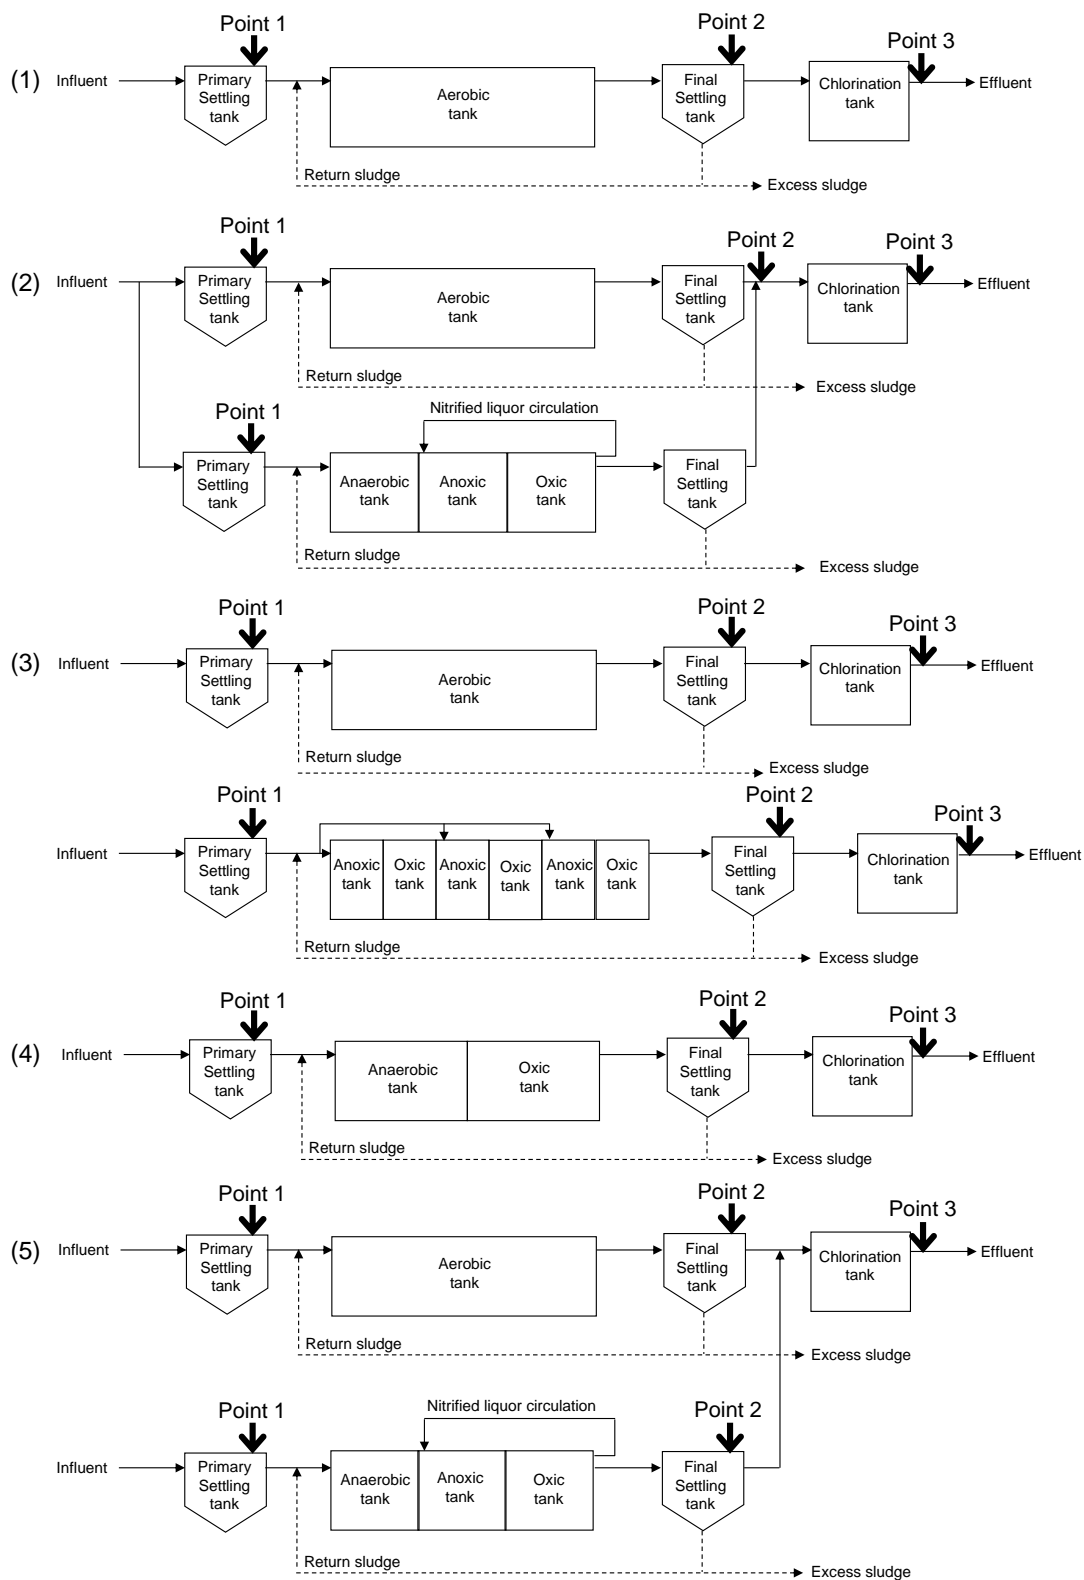 Point 1
Point 2
Point 3
(1)
Influent
Primary
Settling
tank
Aerobic
tank
Final
Settling
tank
Chlorination
tank
Effluent
Return sludge
Excess sludge
Point 1
Point 2
Point 3
(2)
Influent
Primary
Settling
tank
Aerobic
tank
Final
Settling
tank
Chlorination
tank
Effluent
Return sludge
Excess sludge
Point 1
Nitrified liquor circulation
Primary
Settling
tank
Anaerobic
tank
Anoxic
tank
Oxic
tank
Final
Settling
tank
Return sludge
Excess sludge
Point 1
Point 2
Point 3
(3)
Influent
Primary
Settling
tank
Aerobic
tank
Final
Settling
tank
Chlorination
tank
Effluent
Return sludge
Excess sludge
Point 1
Point 2
Point 3
Influent
Primary
Settling
tank
Anoxic
tank
Oxic
tank
Anoxic
tank
Oxic
tank
Anoxic
tank
Oxic
tank
Final
Settling
tank
Chlorination
tank
Effluent
Return sludge
Excess sludge
Point 1
Point 2
Point 3
(4)
Influent
Primary
Settling
tank
Anaerobic
tank
Oxic
tank
Final
Settling
tank
Chlorination
tank
Effluent
Return sludge
Excess sludge
Point 1
Point 2
Point 3
(5)
Influent
Primary
Settling
tank
Aerobic
tank
Final
Settling
tank
Chlorination
tank
Effluent
Return sludge
Excess sludge
Point 1
Nitrified liquor circulation
Point 2
Influent
Primary
Settling
tank
Anaerobic
tank
Anoxic
tank
Oxic
tank
Final
Settling
tank
Return sludge
Excess sludge